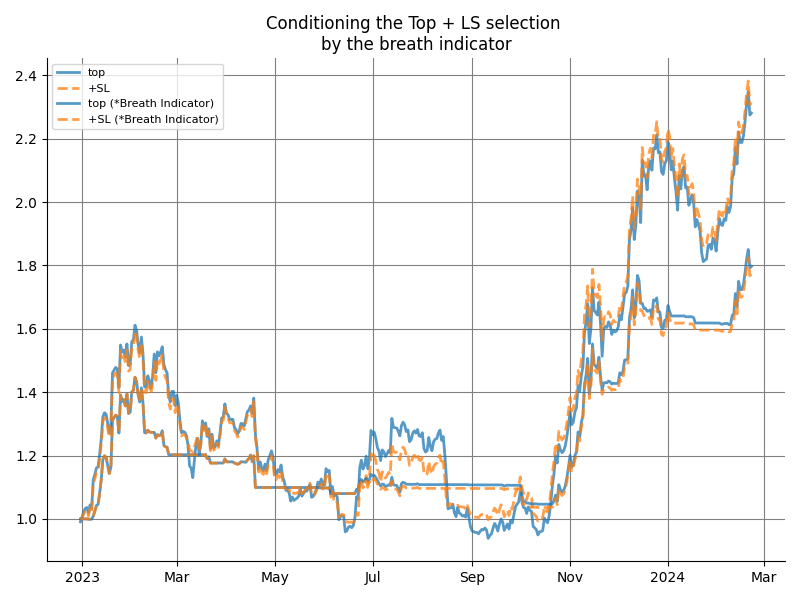 Conditioning the Top + LS selection
by the breath indicator
top
+SL
top (*Breath Indicator)
+SL (*Breath Indicator)
2.4
2.2
2.0
1.8
1.6
1.4
1.2
1.0
2023
Mar
May
Jul
Sep
Nov
2024
Mar